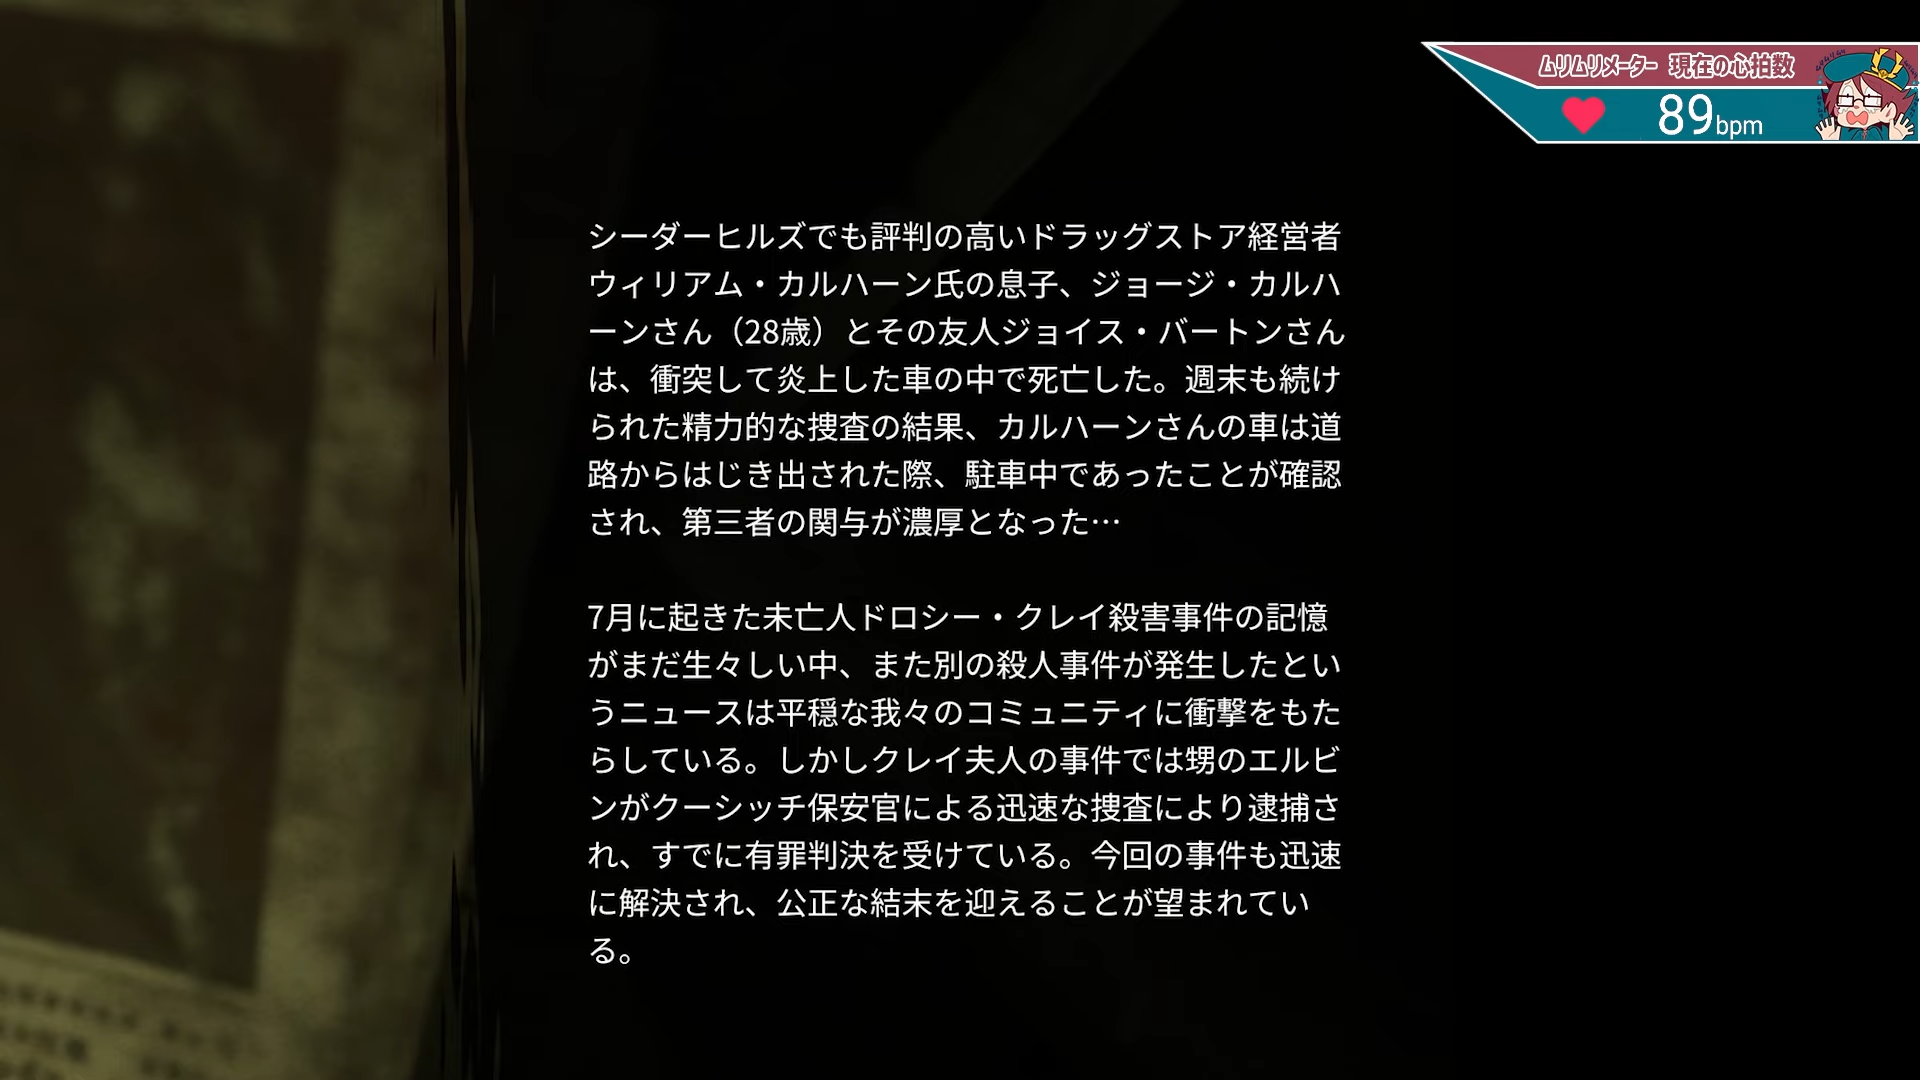 ムリムリメーター 現在の心拍数
89bpm
シーダーヒルズでも評判の高いドラッグストア経営者
ウィリアム・カルハーン氏の息子、ジョージ・カルハ
ーンさん（28歳）とその友人ジョイス・バートンさん
は、衝突して炎上した車の中で死亡した。週末も続け
られた精力的な捜査の結果、カルハーンさんの車は道
路からはじき出された際、駐車中であったことが確認
され、第三者の関与が濃厚となった…
7月に起きた未亡人ドロシー・クレイ殺害事件の記憶
がまだ生々しい中、また別の殺人事件が発生したとい
うニュースは平穏な我々のコミュニティに衝撃をもた
らしている。しかしクレイ夫人の事件では甥のエルビ
ンがクーシッチ保安官による迅速な捜査により逮捕さ
れ、すでに有罪判決を受けている。今回の事件も迅速
に解決され、公正な結末を迎えることが望まれてい
る。